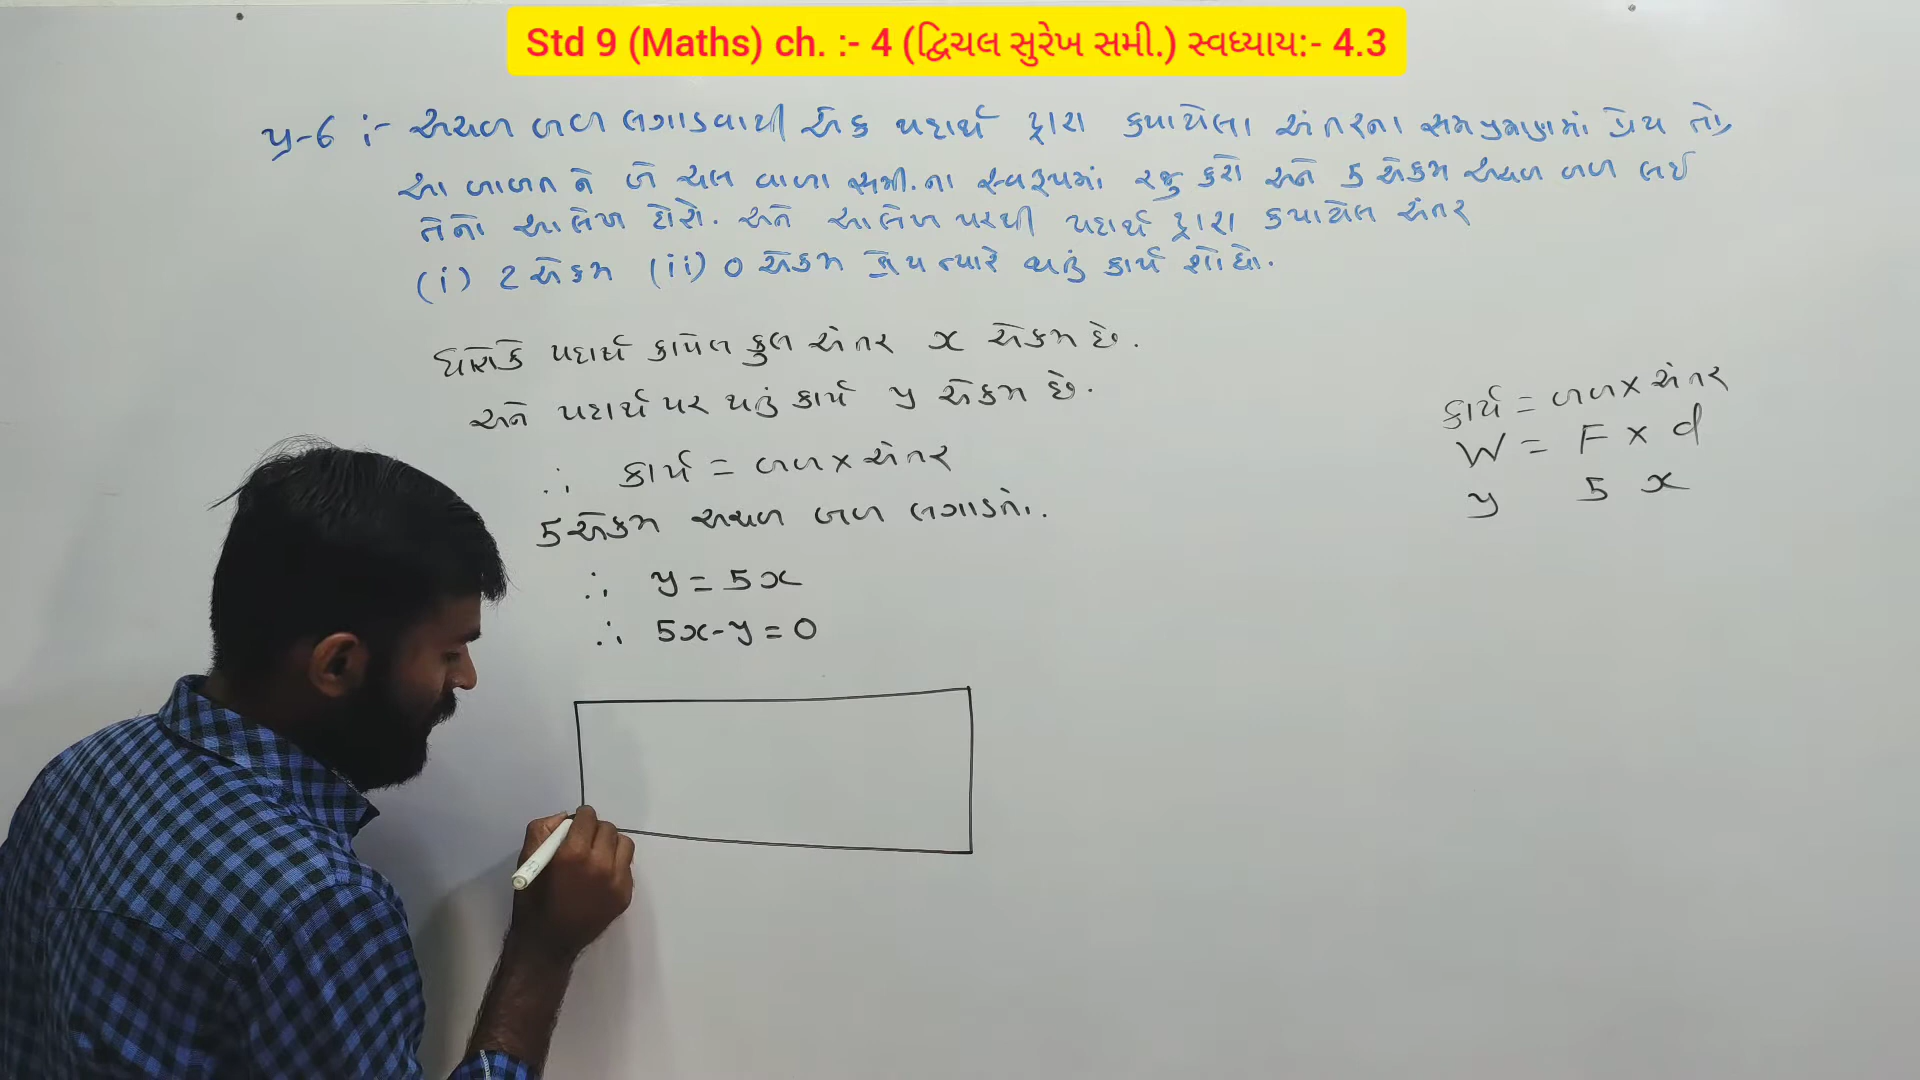 Std 9 (Maths) ch. :- 4 (દ્વિચલ સુરેખ સમી.) સ્વધ્યાય:- 4.3
પ્ર-6 :- અચળ બળ લગાડવાથી એક પદાર્થ દ્વારા કપાયેલા અંતરના સમપ્રમાણમાં હોય તો,
આ બાબત ને બે ચલ વાળા સમી.ના સ્વરૂપમાં રજુ કરો અને 5 એકમ અચળ બળ લઈ
તેનો આલેખ દોરો. અને આલેખ પરથી પદાર્થ દ્વારા કપાયેલ અંતર
(i) 2 એકમ (ii) 0 એકમ હોય ત્યારે થતું કાર્ય શોધો.
ધારોકે પદાર્થે કાપેલ કુલ અંતર x એકમ છે.
અને પદાર્થ પર થતું કાર્ય y એકમ છે.
∴ કાર્ય = બળ × અંતર
5 એકમ અચળ બળ લગાડતાં.
∴ y = 5x
∴ 5x - y = 0
કાર્ય = બળ × અંતર
W = F × d
y 5 x